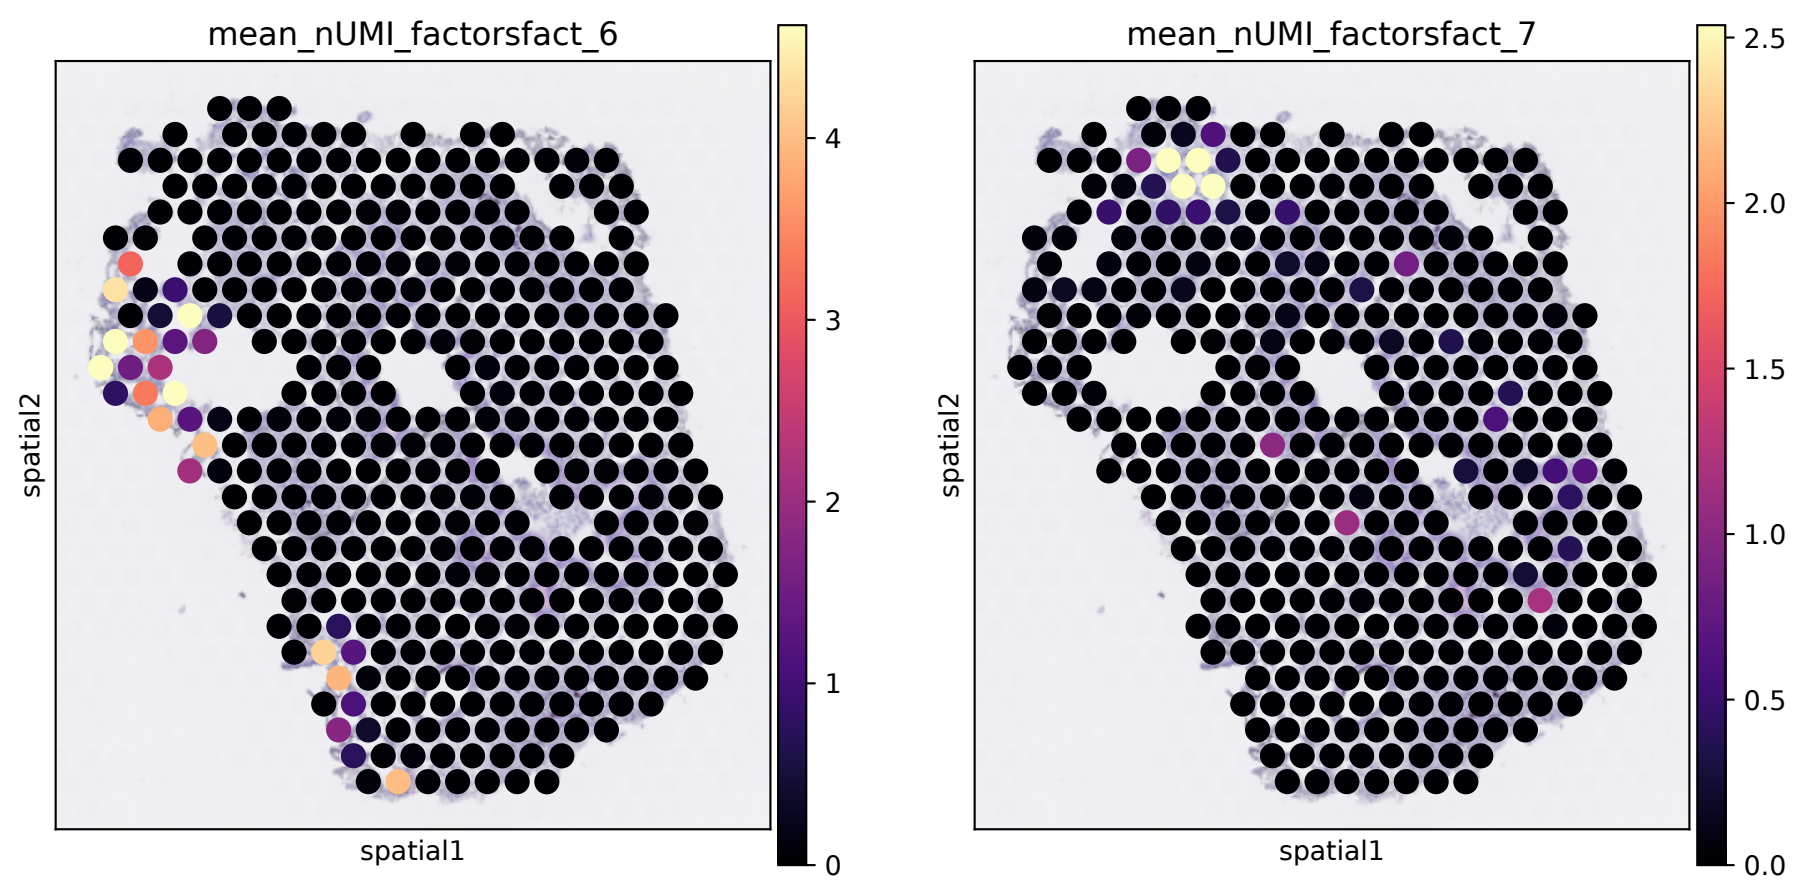 mean_nUMI_factorsfact_6
4
3
2
1
0
spatial2
spatial1
mean_nUMI_factorsfact_7
2.5
2.0
1.5
1.0
0.5
0.0
spatial2
spatial1